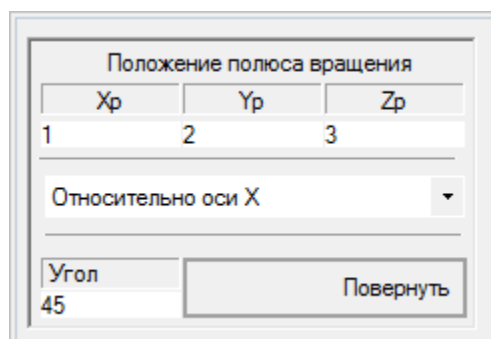 Положение полюса вращения
Xp Yp Zp
1 2 3
Относительно оси X
Угол
45
Повернуть